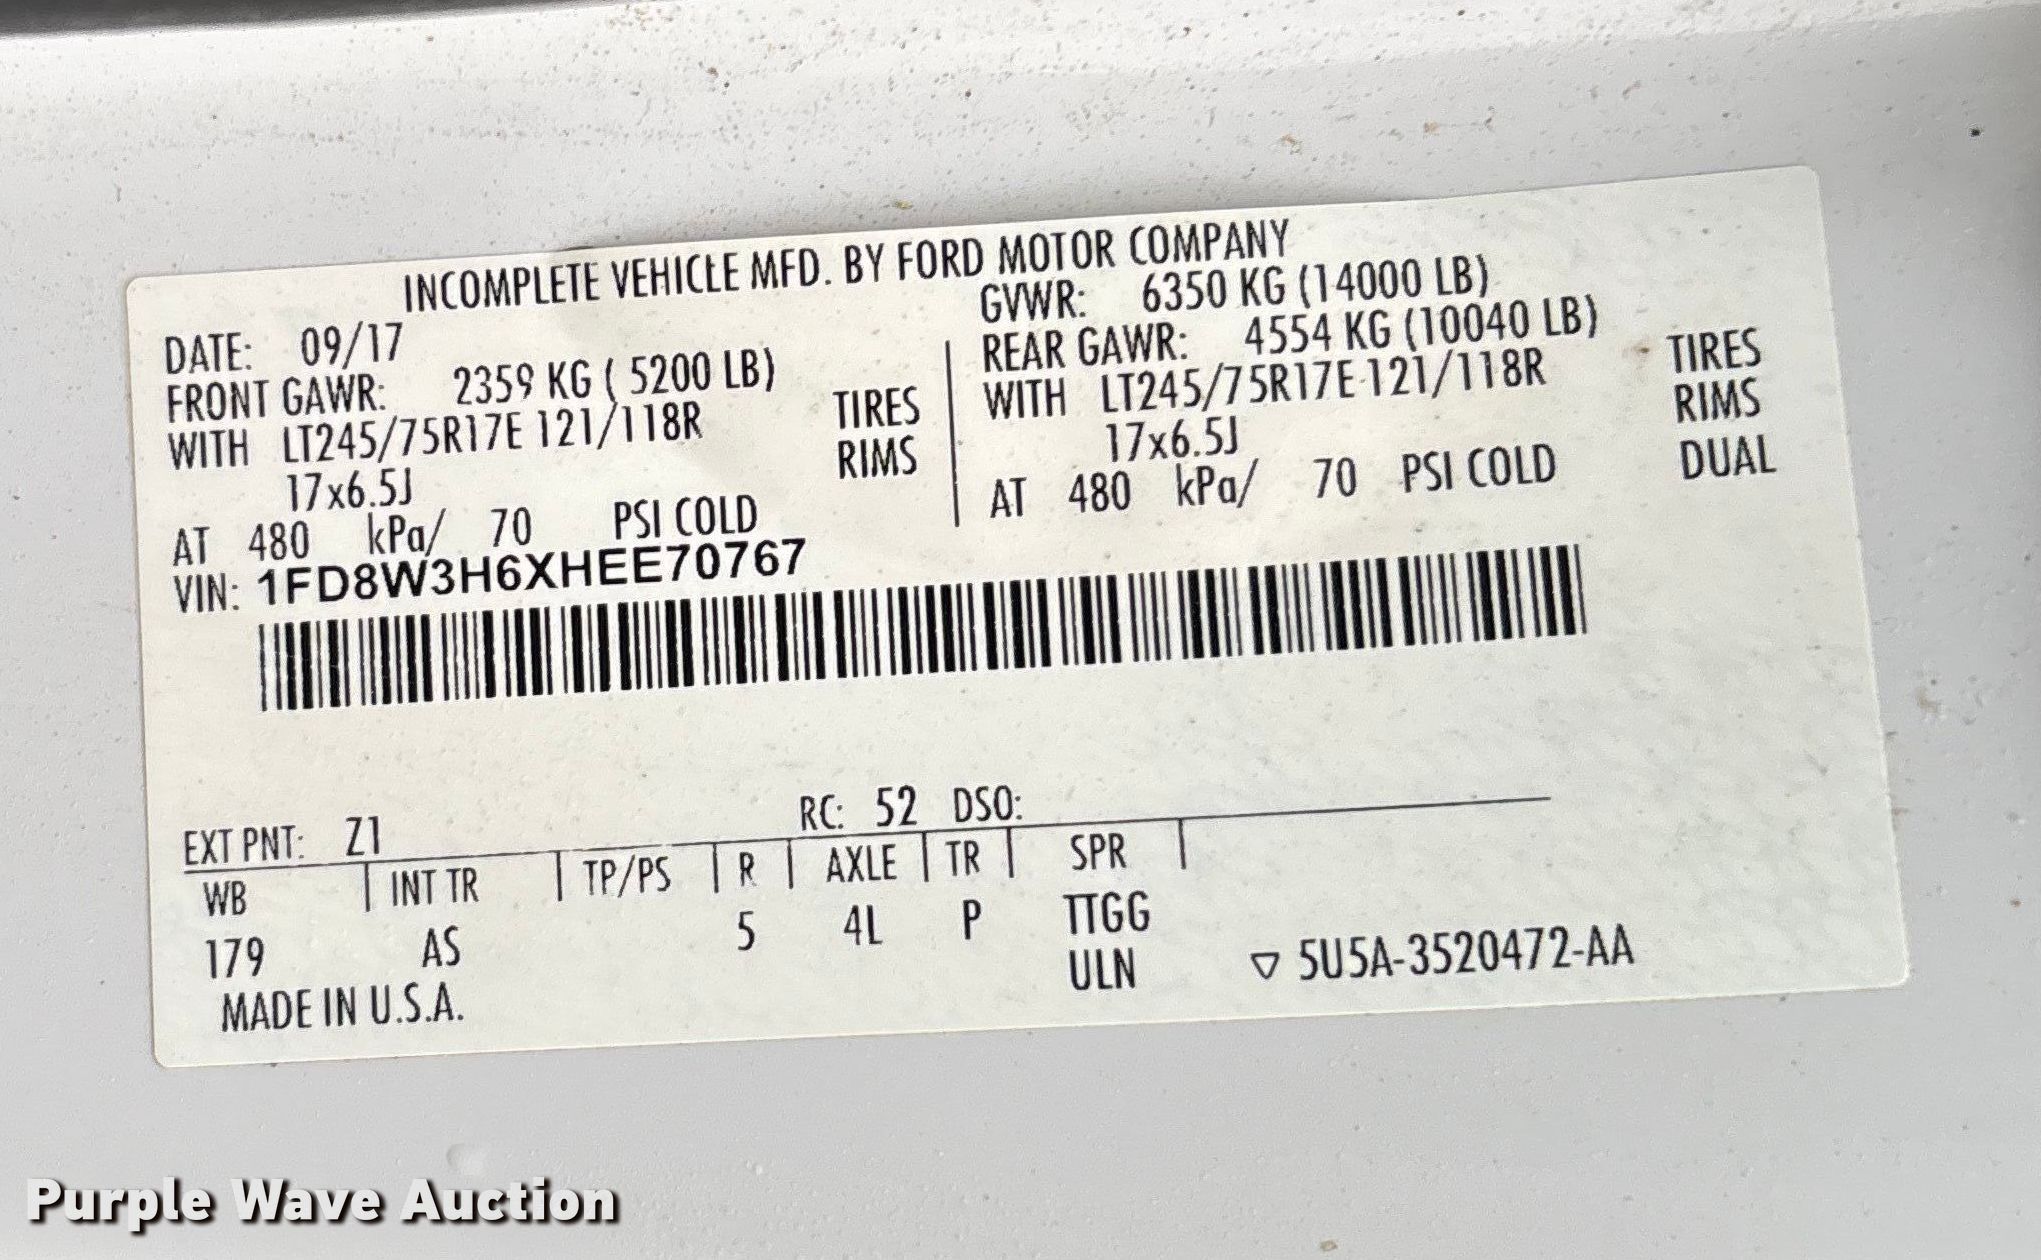 INCOMPLETE VEHICLE MFD. BY FORD MOTOR COMPANY
DATE: 09/17 GVWR: 6350 KG (14000 LB)
FRONT GAWR: 2359 KG ( 5200 LB) REAR GAWR: 4554 KG (10040 LB)
WITH LT245/75R17E 121/118R TIRES WITH LT245/75R17E 121/118R TIRES
17x6.5J RIMS 17x6.5J RIMS
AT 480 kPa/ 70 PSI COLD AT 480 kPa/ 70 PSI COLD DUAL
VIN: 1FD8W3H6XHEE70767
EXT PNT: Z1 RC: 52 DSO:
WB INT TR TP/PS R AXLE TR SPR
179 AS 5 4L P TTGG
ULN ▽ 5U5A-3520472-AA
MADE IN U.S.A.
Purple Wave Auction